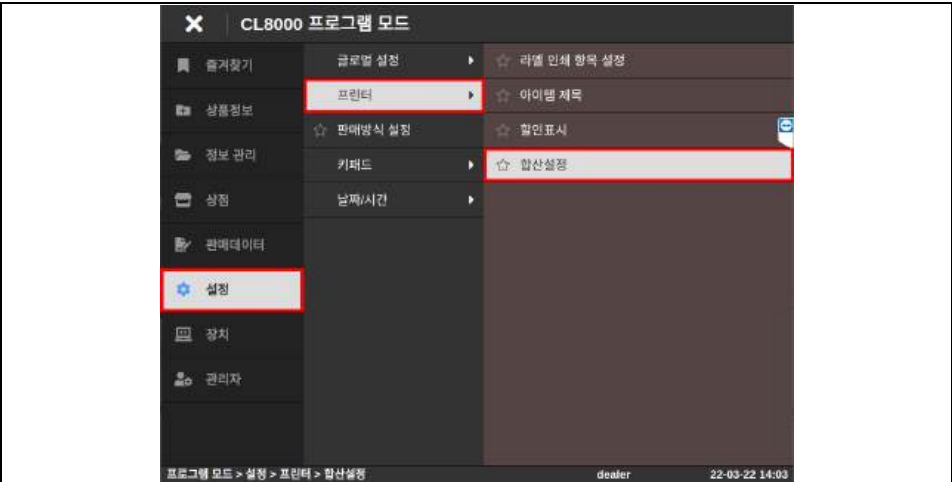 CL8000 프로그램 모드
즐겨찾기
상품정보
정보 관리
상점
판매데이터
설정
장치
관리자
글로벌 설정
프린터
판매방식 설정
키패드
날짜/시간
라벨 인쇄 항목 설정
아이템 제목
할인표시
합산설정
프로그램 모드 > 설정 > 프린터 > 합산설정
dealer
22-03-22 14:03